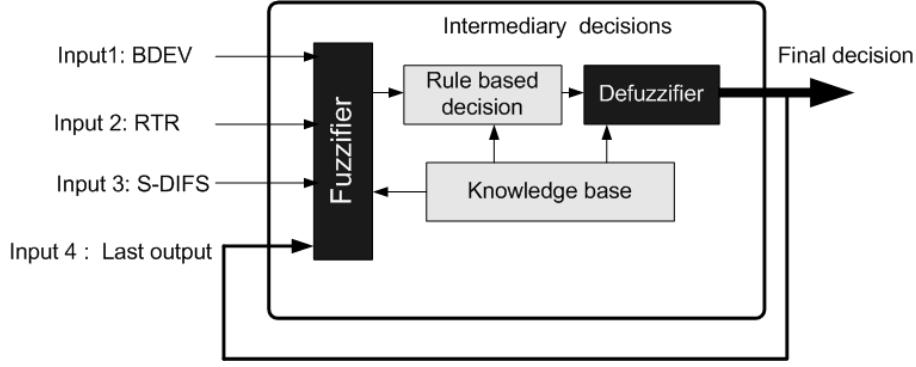 Intermediary decisions
Input1: BDEV
Final decision
Rule based
decision
Defuzzifier
Input 2: RTR
Fuzzifier
Input 3: S-DIFS
Knowledge base
Input 4 : Last output